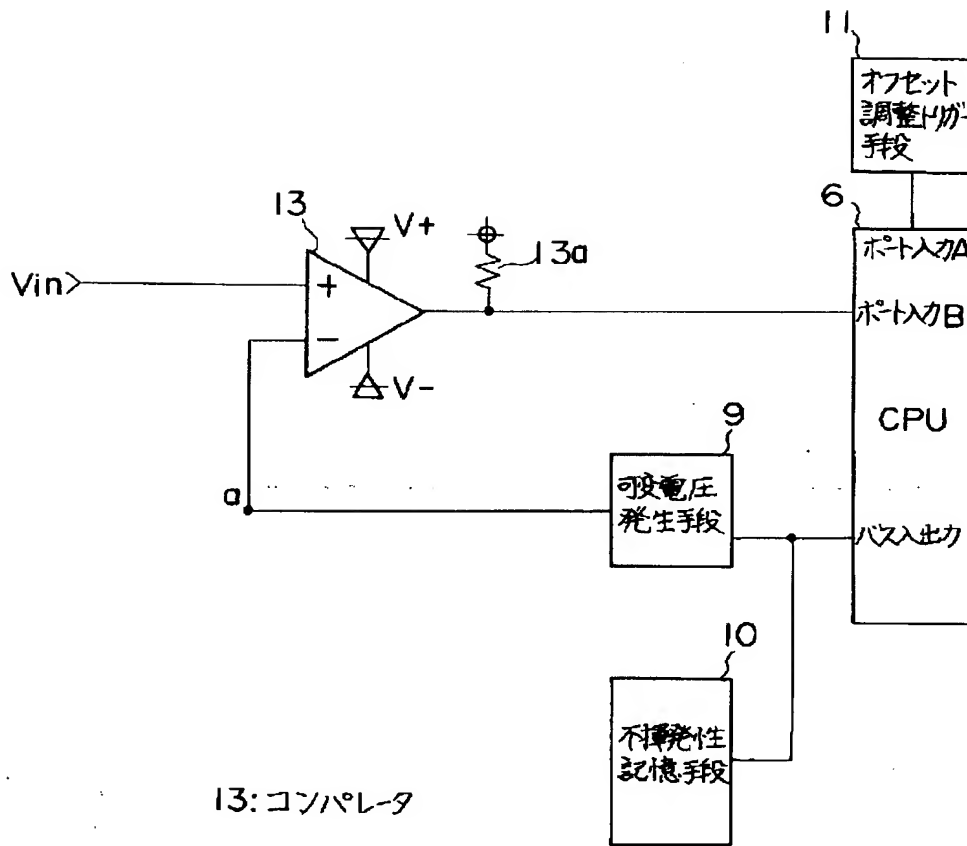 11
オフセット
調整トリガー
手段
6
ポート入力A
13
V+
13a
Vin
+
ポート入力B
-
V-
CPU
9
a
可変電圧
発生手段
バス入出力
10
不揮発性
記憶手段
13:コンパレータ